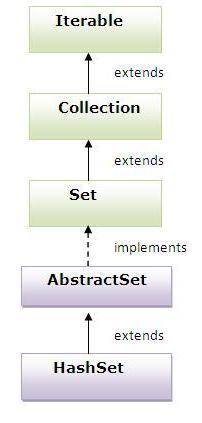 Iterable
extends
Collection
extends
Set
implements
AbstractSet
extends
HashSet